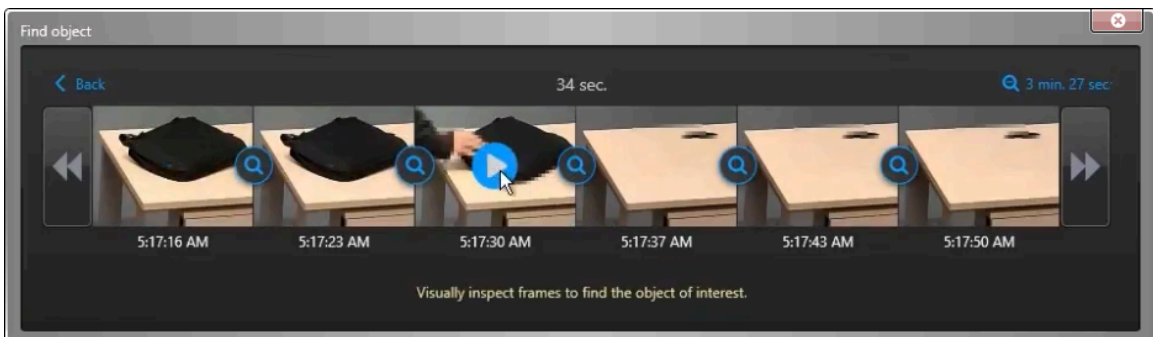 Find object
Back
34 sec.
3 min. 27 sec
5:17:16 AM
5:17:23 AM
5:17:30 AM
5:17:37 AM
5:17:43 AM
5:17:50 AM
Visually inspect frames to find the object of interest.